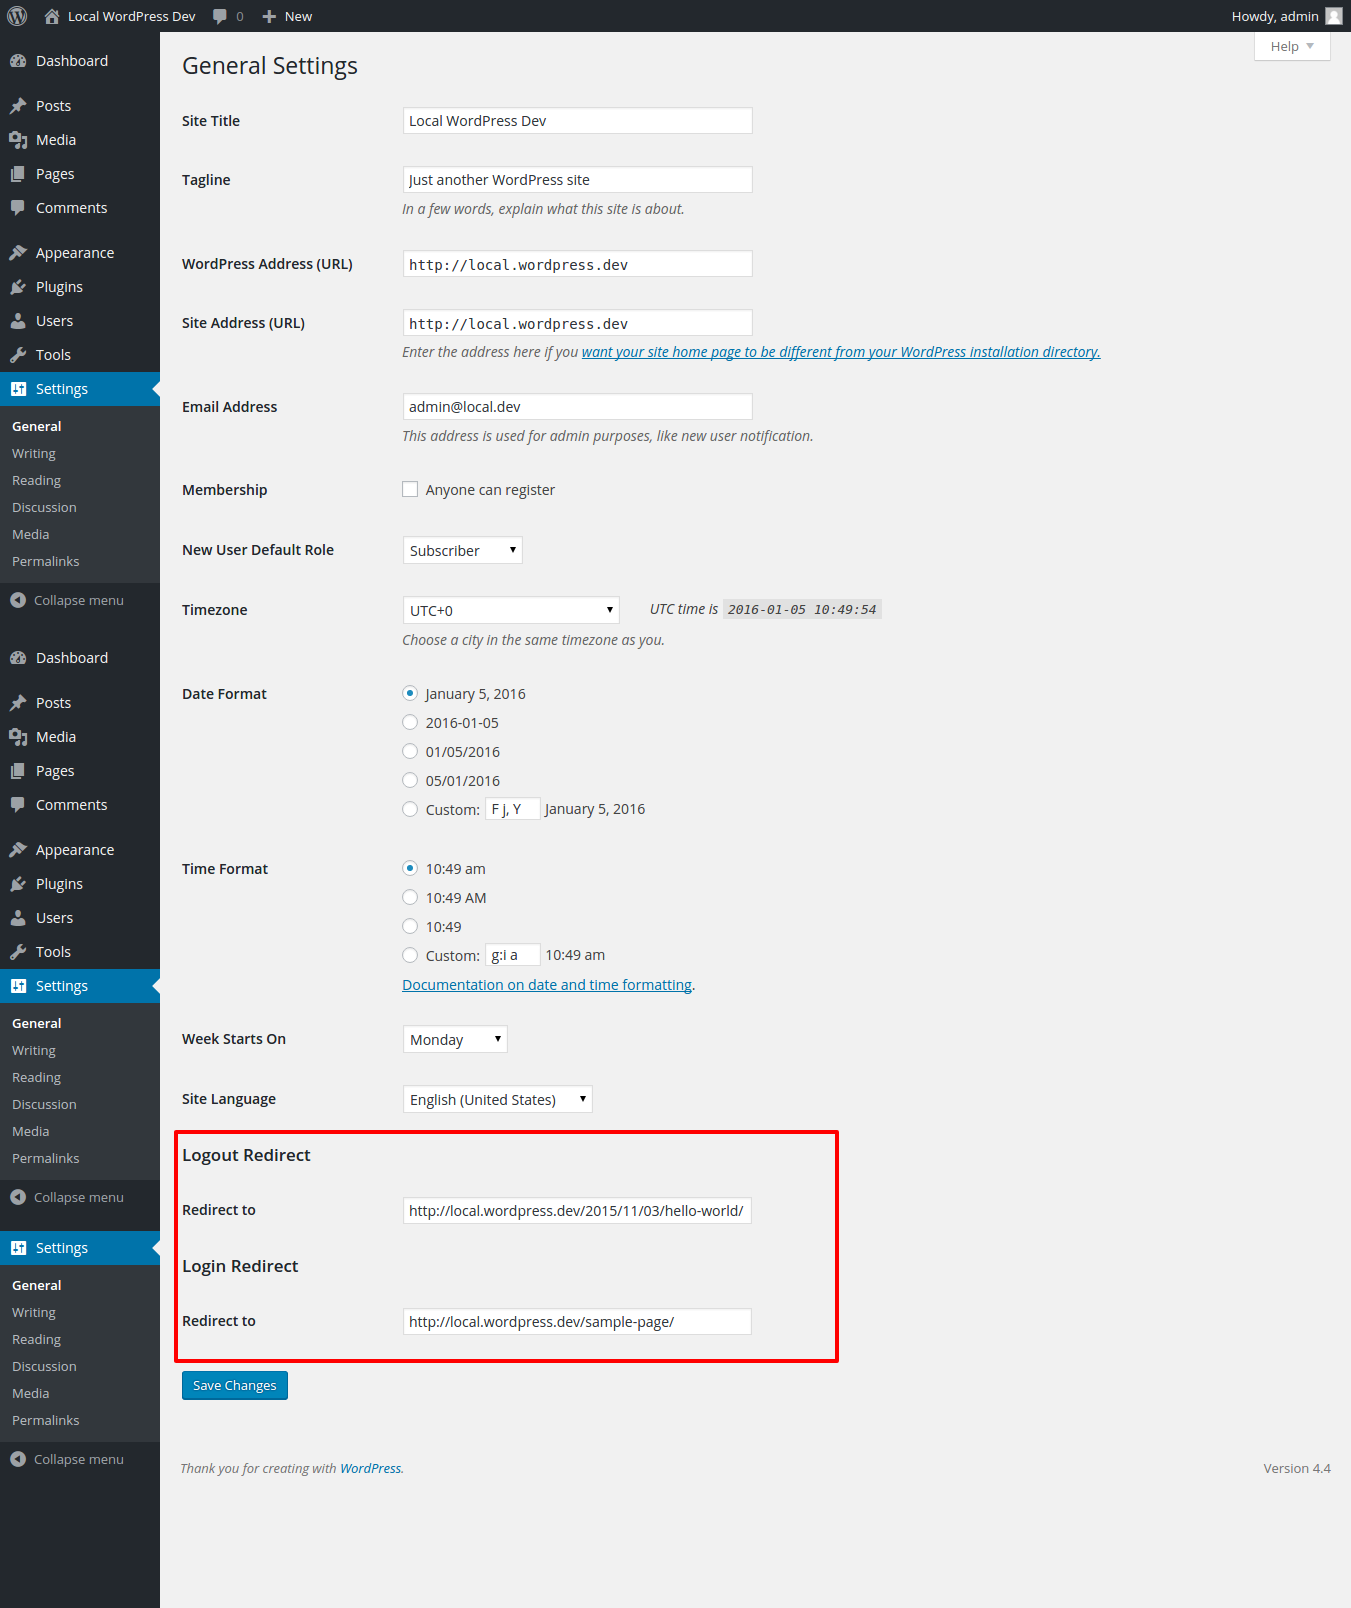 Local WordPress Dev 0 New Howdy, admin
Help
Dashboard
Posts
Media
Pages
Comments
Appearance
Plugins
Users
Tools
Settings
General
Writing
Reading
Discussion
Media
Permalinks
Collapse menu
Dashboard
Posts
Media
Pages
Comments
Appearance
Plugins
Users
Tools
Settings
General
Writing
Reading
Discussion
Media
Permalinks
Collapse menu
Settings
General
Writing
Reading
Discussion
Media
Permalinks
Collapse menu
General Settings
Site Title Local WordPress Dev
Tagline Just another WordPress site
In a few words, explain what this site is about.
WordPress Address (URL) http://local.wordpress.dev
Site Address (URL) http://local.wordpress.dev
Enter the address here if you want your site home page to be different from your WordPress installation directory.
Email Address admin@local.dev
This address is used for admin purposes, like new user notification.
Membership Anyone can register
New User Default Role Subscriber
Timezone UTC+0 UTC time is 2016-01-05 10:49:54
Choose a city in the same timezone as you.
Date Format January 5, 2016
2016-01-05
01/05/2016
05/01/2016
Custom: F j, Y January 5, 2016
Time Format 10:49 am
10:49 AM
10:49
Custom: g:i a 10:49 am
Documentation on date and time formatting.
Week Starts On Monday
Site Language English (United States)
Logout Redirect
Redirect to http://local.wordpress.dev/2015/11/03/hello-world/
Login Redirect
Redirect to http://local.wordpress.dev/sample-page/
Save Changes
Thank you for creating with WordPress. Version 4.4